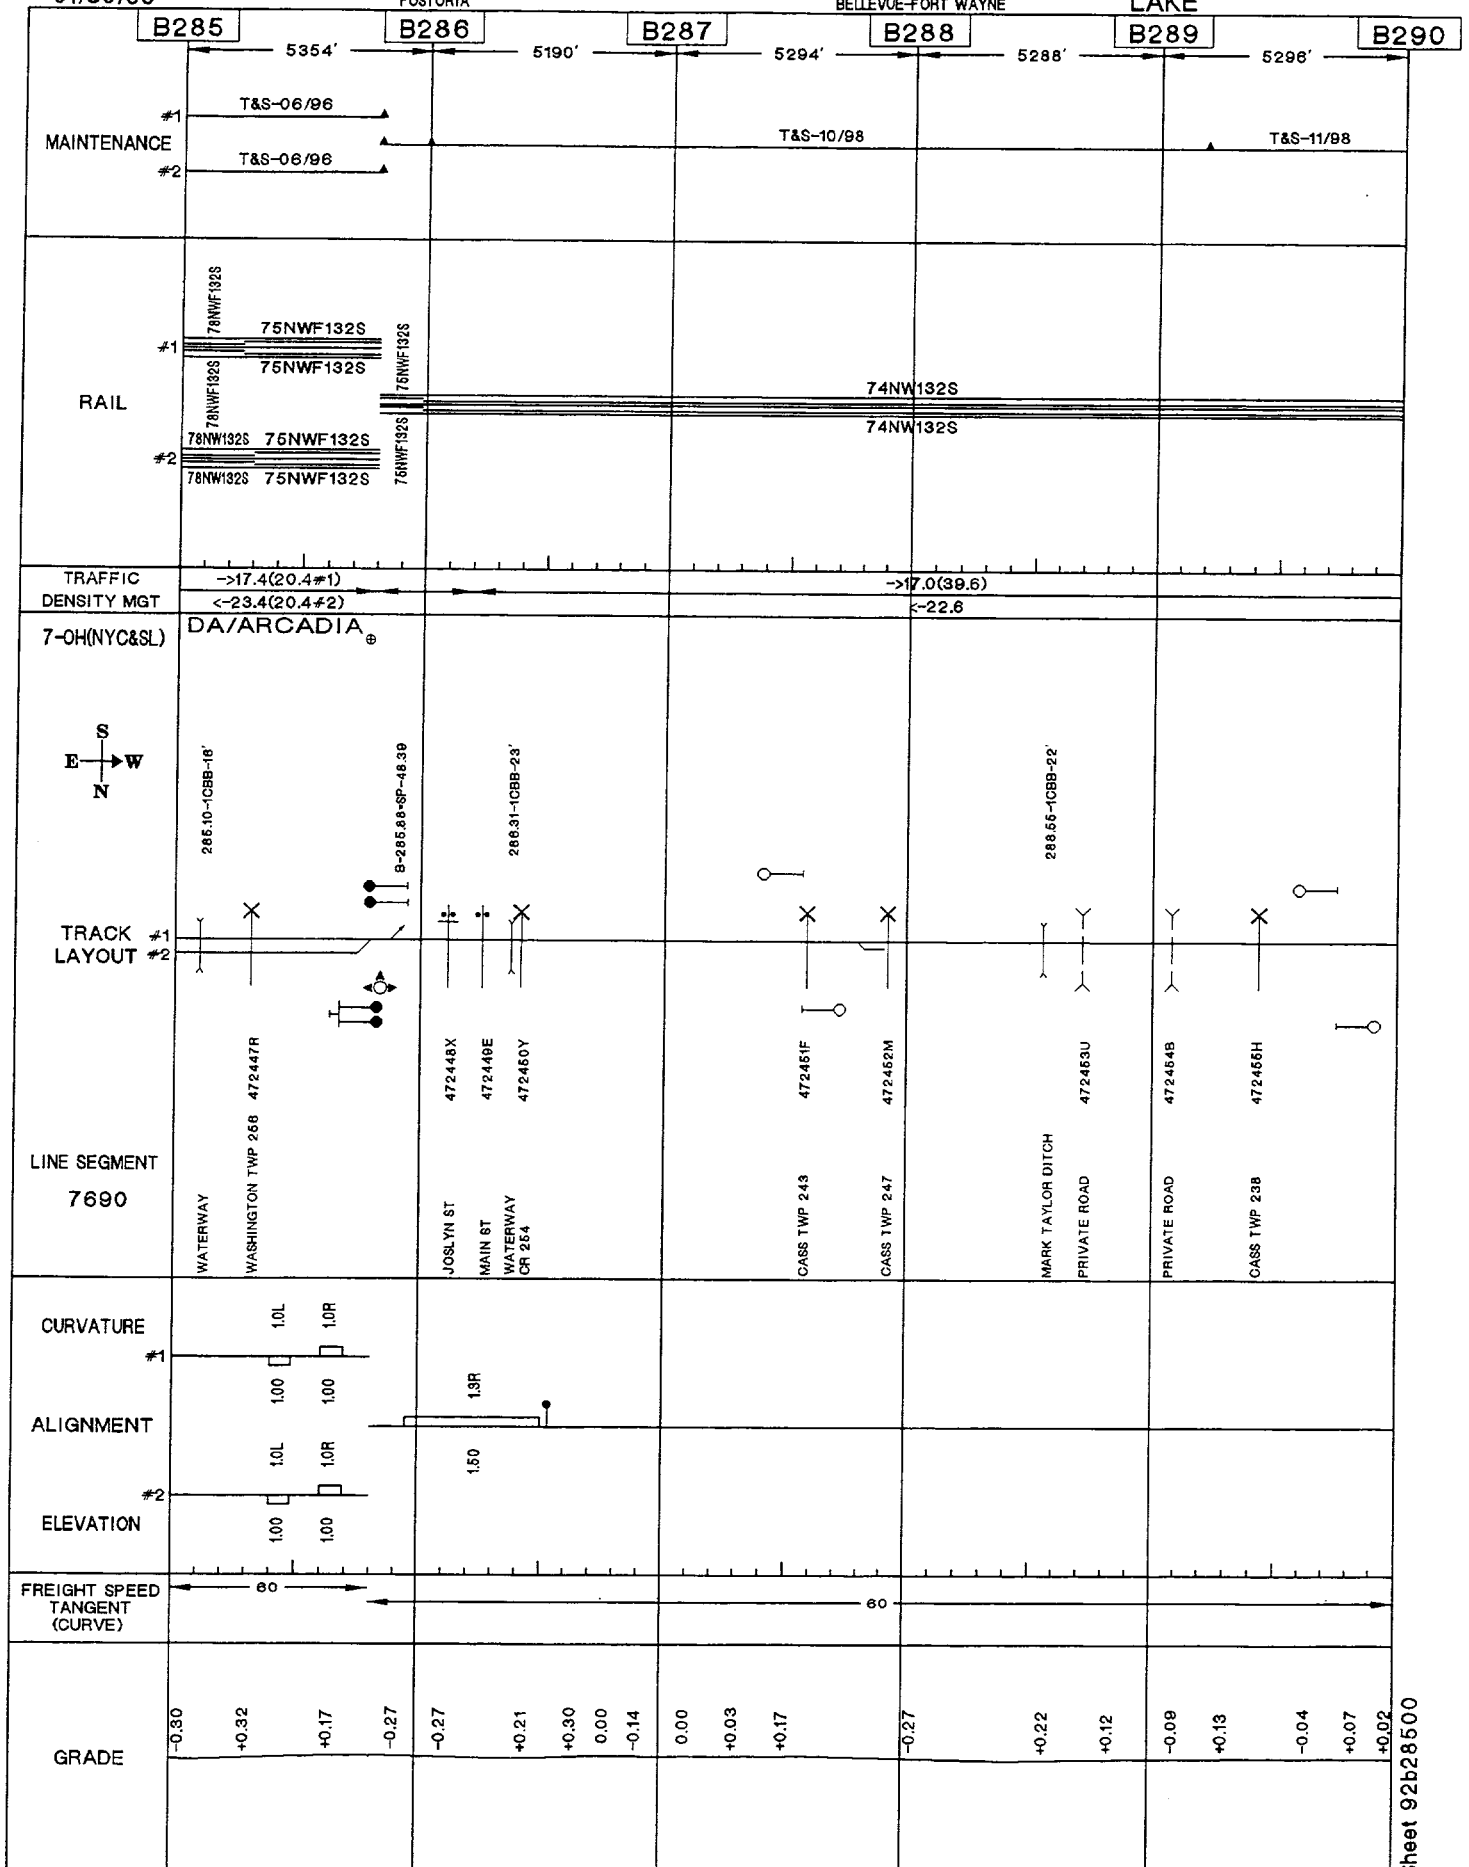 BELLEVUE-FORT WAYNE
LAKE
B285 B286 B287 B288 B289 B290
5354' 5190' 5294' 5288' 5296'
#1 T&S-06/96
MAINTENANCE T&S-10/98 T&S-11/98
#2 T&S-06/96
78NWF132S
75NWF132S
#1
75NWF132S
75NWF132S
78NWF132S
RAIL
74NW132S
74NW132S
78NW132S 75NWF132S
#2
75NWF132S
78NW132S 75NWF132S
TRAFFIC ->17.4(20.4#1) ->17.0(39.6)
DENSITY MGT <-23.4(20.4#2) <-22.6
7-OH(NYC&SL) DA/ARCADIA
S
E W
N
285.10-1CBB-18'
B-285.88=SP-48.39
286.31-1CBB-23'
288.55-1CBB-22'
TRACK #1
LAYOUT #2
472447R
472448X
472449E
472450Y
472451F
472452M
472453U
472454B
472455H
LINE SEGMENT
7690
WATERWAY
WASHINGTON TWP 256
JOSLYN ST
MAIN ST
WATERWAY
CR 254
CASS TWP 243
CASS TWP 247
MARK TAYLOR DITCH
PRIVATE ROAD
PRIVATE ROAD
CASS TWP 238
CURVATURE 1.0L 1.0R
#1
1.00 1.00 1.3R
ALIGNMENT
1.0L 1.0R 1.50
#2
ELEVATION 1.00 1.00
FREIGHT SPEED 60
TANGENT 60
(CURVE)
GRADE -0.30 +0.32 +0.17 -0.27 -0.27 +0.21 +0.30 0.00 -0.14 0.00 +0.03 +0.17 -0.27 +0.22 +0.12 -0.09 +0.13 -0.04 +0.07 +0.02
heet 92b28500